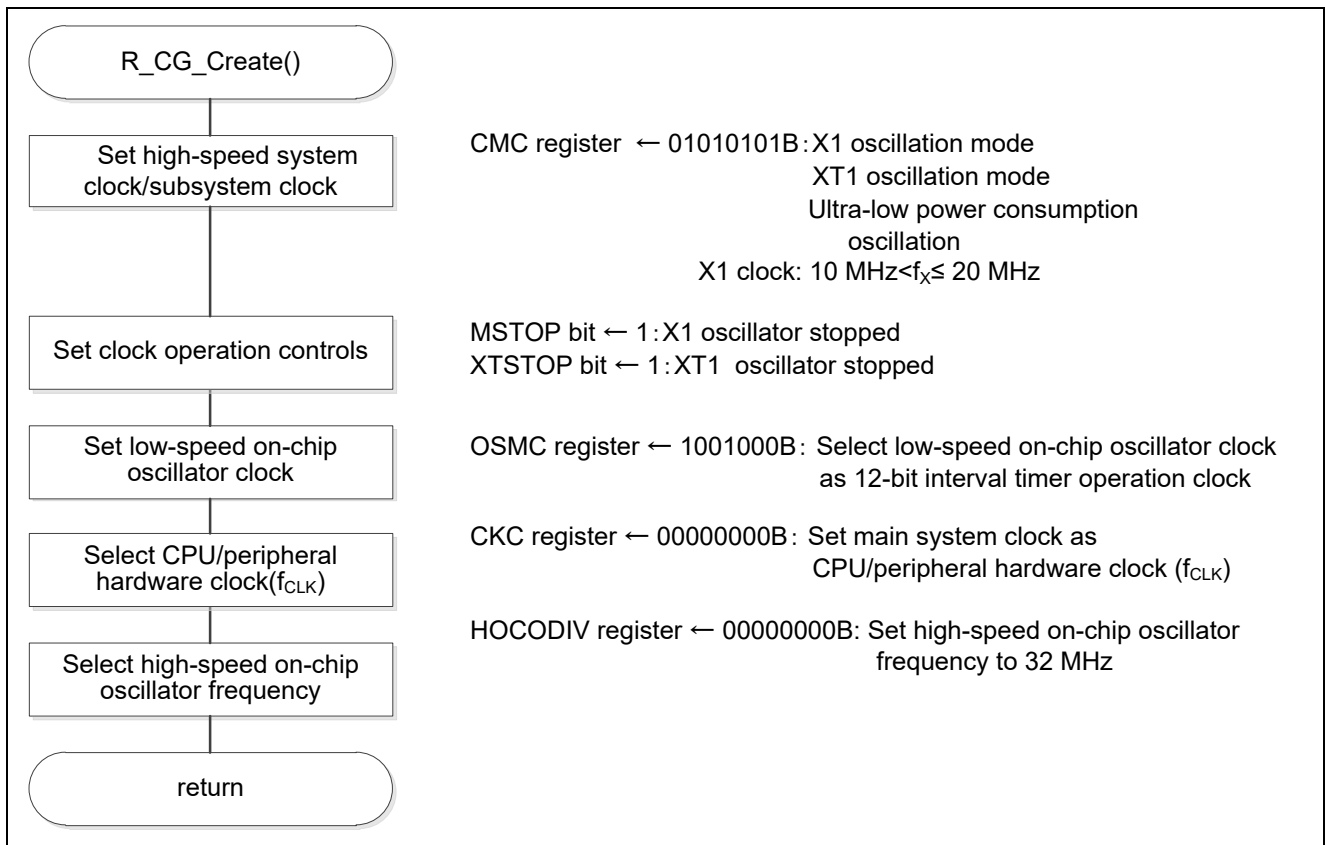 R_CG_Create()
Set high-speed system
clock/subsystem clock
CMC register ← 01010101B：X1 oscillation mode
XT1 oscillation mode
Ultra-low power consumption
oscillation
X1 clock: 10 MHz<fX≤ 20 MHz
Set clock operation controls
MSTOP bit ← 1：X1 oscillator stopped
XTSTOP bit ← 1：XT1 oscillator stopped
Set low-speed on-chip
oscillator clock
OSMC register ← 1001000B：Select low-speed on-chip oscillator clock
as 12-bit interval timer operation clock
Select CPU/peripheral
hardware clock(fCLK)
CKC register ← 00000000B：Set main system clock as
CPU/peripheral hardware clock (fCLK)
Select high-speed on-chip
oscillator frequency
HOCODIV register ← 00000000B: Set high-speed on-chip oscillator
frequency to 32 MHz
return